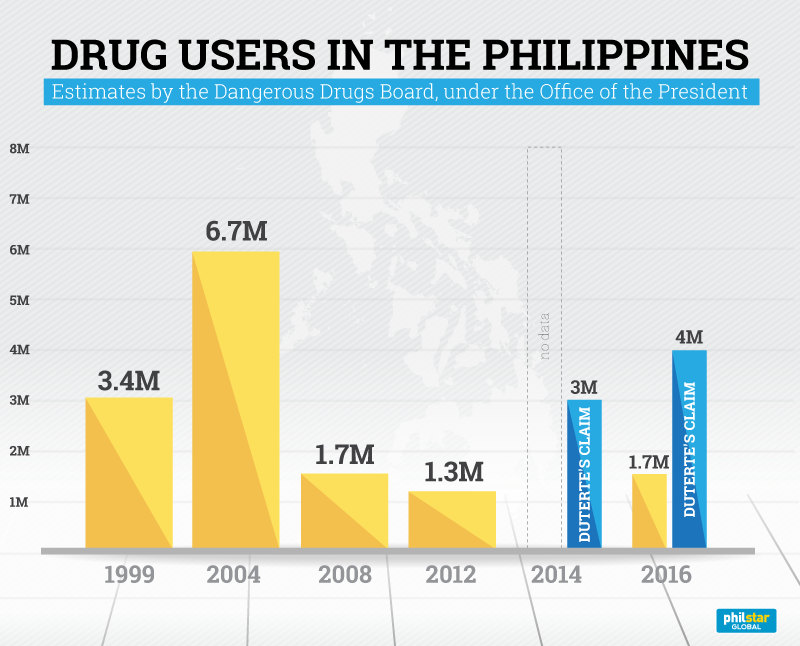 DRUG USERS IN THE PHILIPPINES
Estimates by the Dangerous Drugs Board, under the Office of the President
8M
7M
6M
5M
4M
3M
2M
1M
3.4M
6.7M
1.7M
1.3M
no data
3M
DUTERTE'S CLAIM
1.7M
4M
DUTERTE'S CLAIM
1999
2004
2008
2012
2014
2016
philstar
GLOBAL